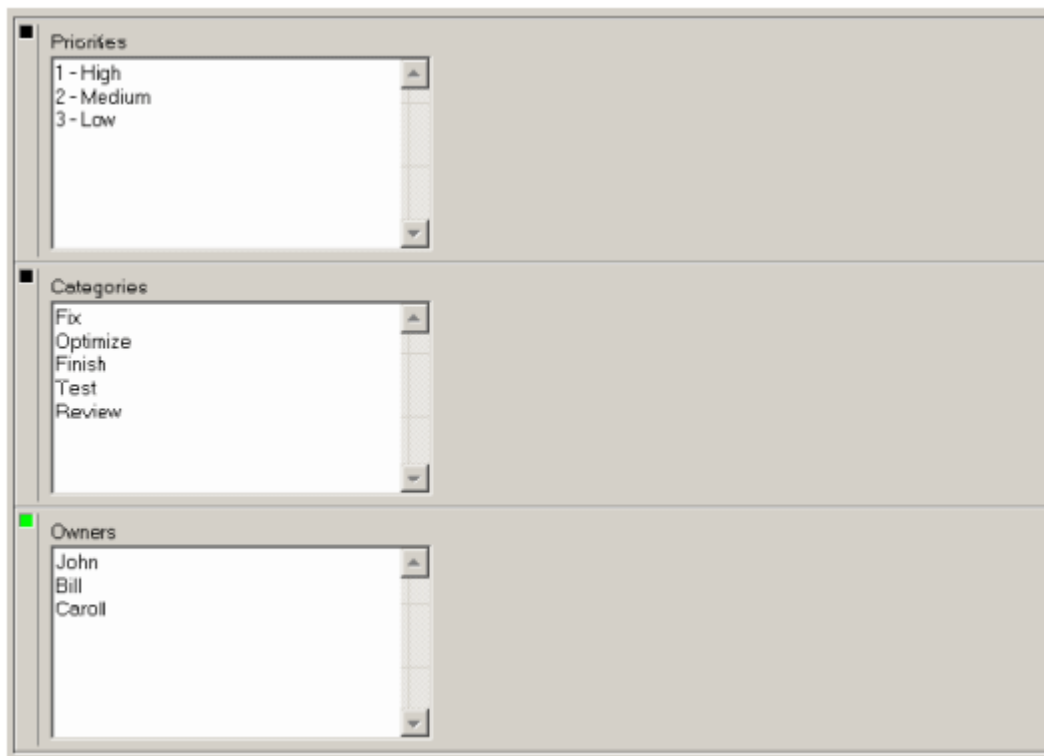 Priorities
1 - High
2 - Medium
3 - Low
Categories
Fix
Optimize
Finish
Test
Review
Owners
John
Bill
Caroll